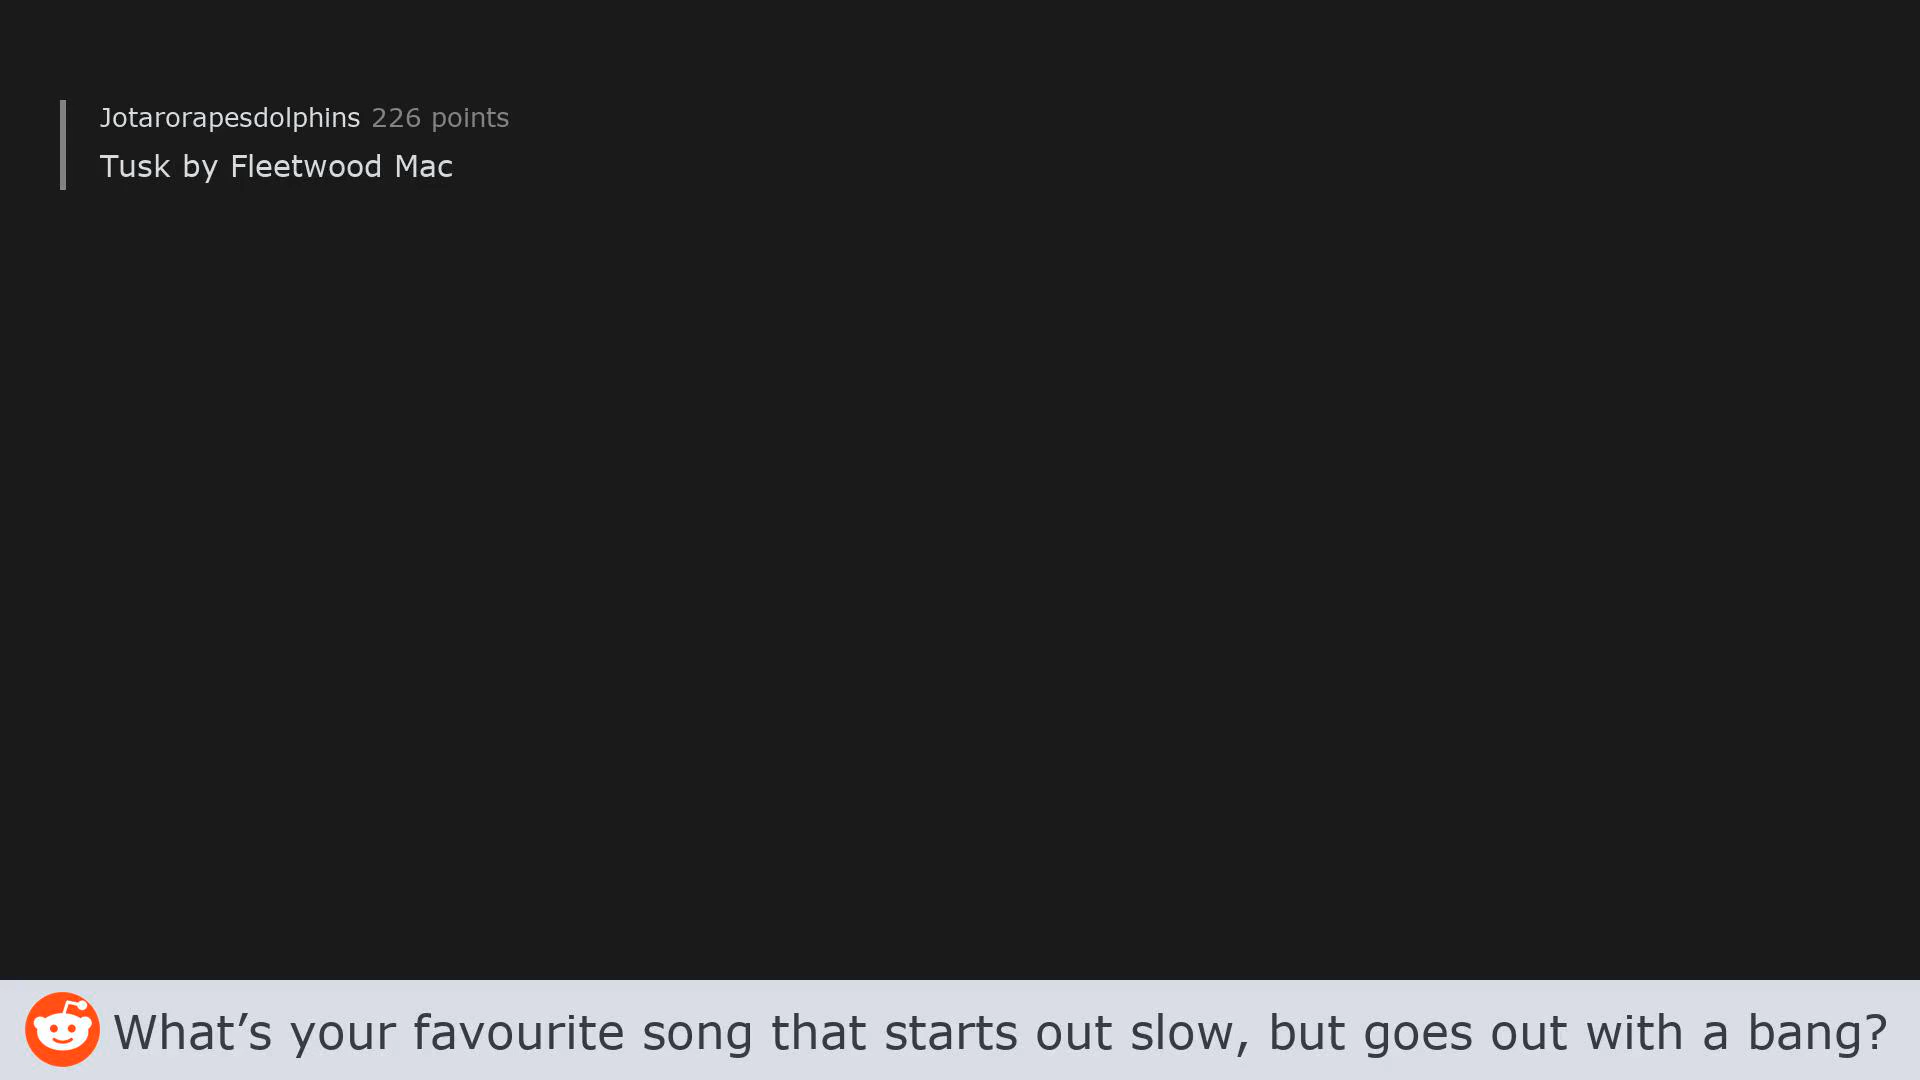 Jotarorapesdolphins 226 points
Tusk by Fleetwood Mac
What’s your favourite song that starts out slow, but goes out with a bang?